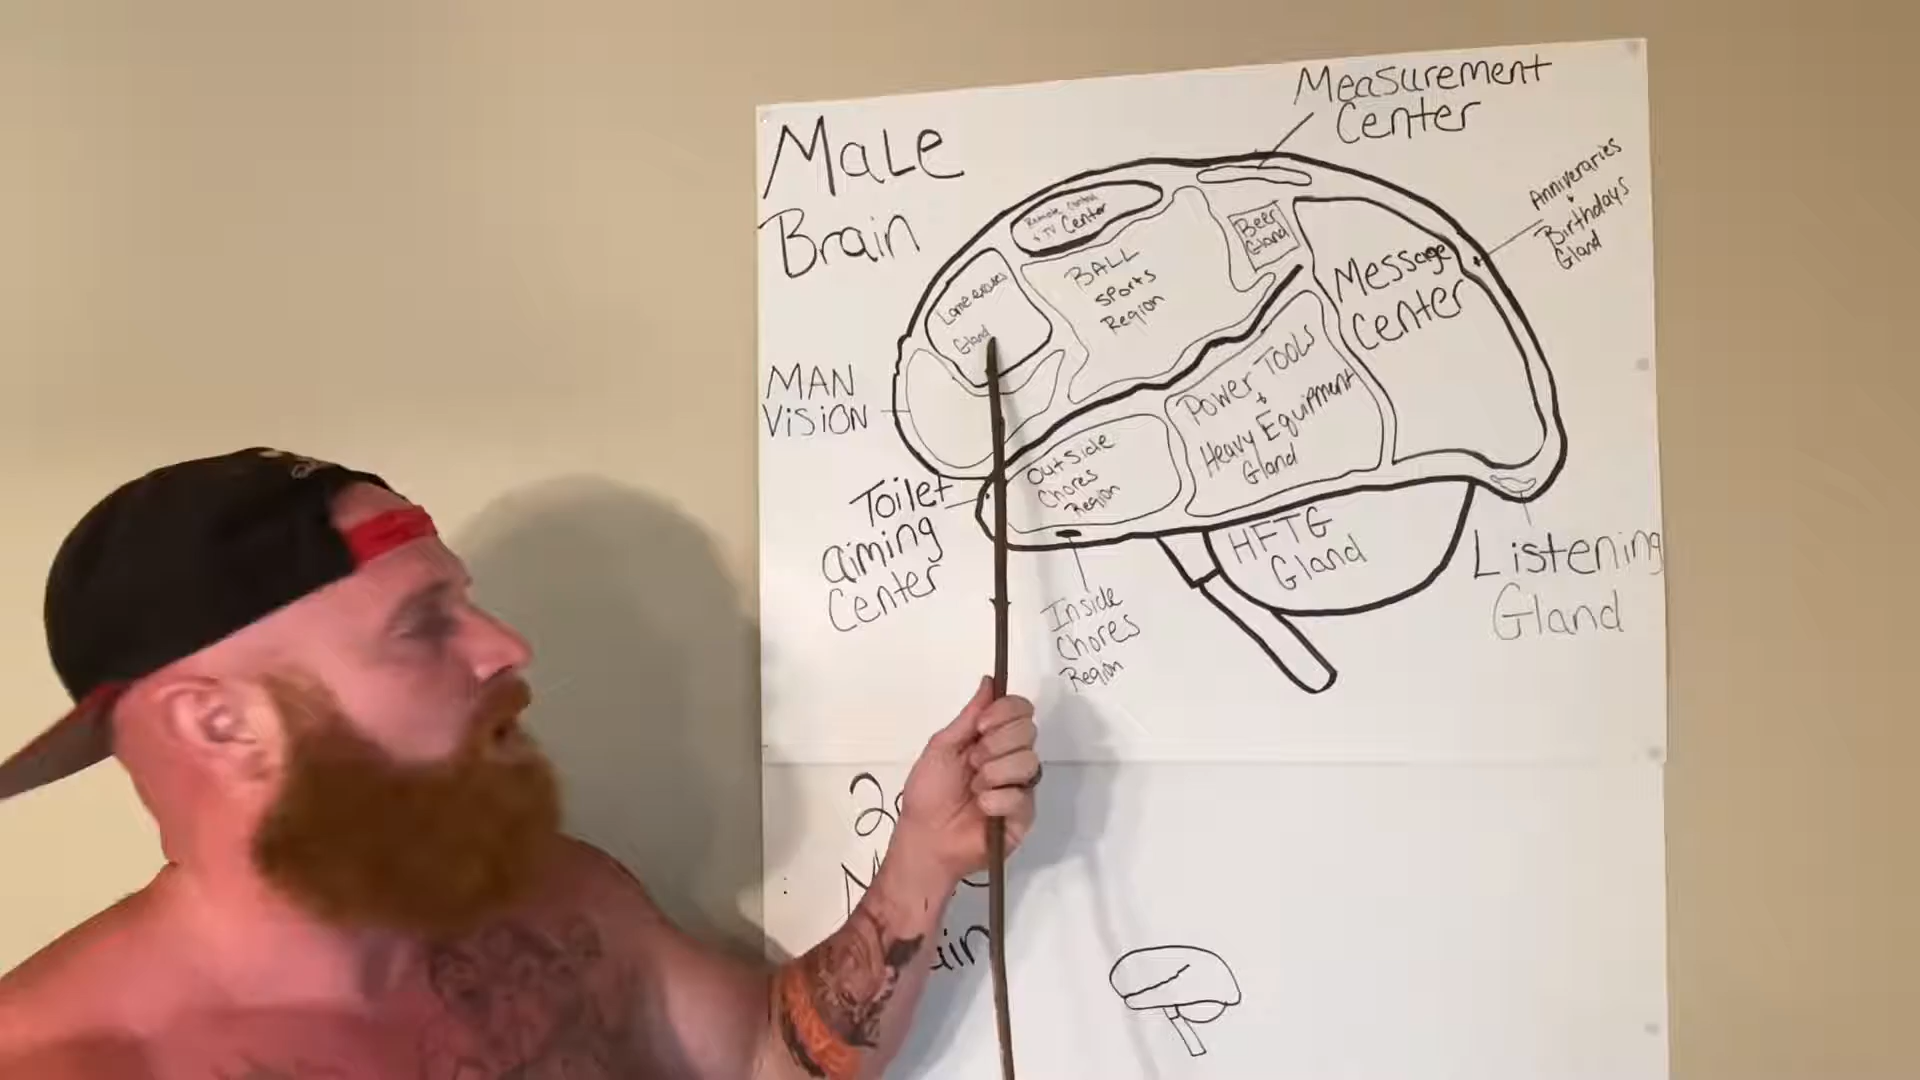 Male
Brain
Measurement
Center
Anniveraries
+
Birthdays
Gland
Remote Control
+ TV Center
Beer
Gland
Lame excuses
Gland
BALL
Sports
Region
Message
Center
MAN
VISION
Power Tools
+
Heavy Equipment
Gland
Outside
Chores
Region
Toilet
aiming
Center
HFTG
Gland
Listening
Gland
Inside
Chores
Region